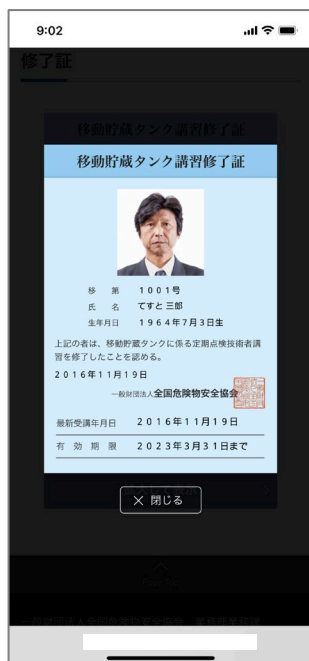 9:02
修了証
移動貯蔵タンク講習修了証
移動貯蔵タンク講習修了証
移 第 1001号
氏 名 てすと 三郎
生年月日 1964年7月3日生
上記の者は、移動貯蔵タンクに係る定期点検技術者講
習を修了したことを認める。
2016年11月19日
一般財団法人全国危険物安全協会
最新受講年月日 2016年11月19日
有効期限 2023年3月31日まで
× 閉じる